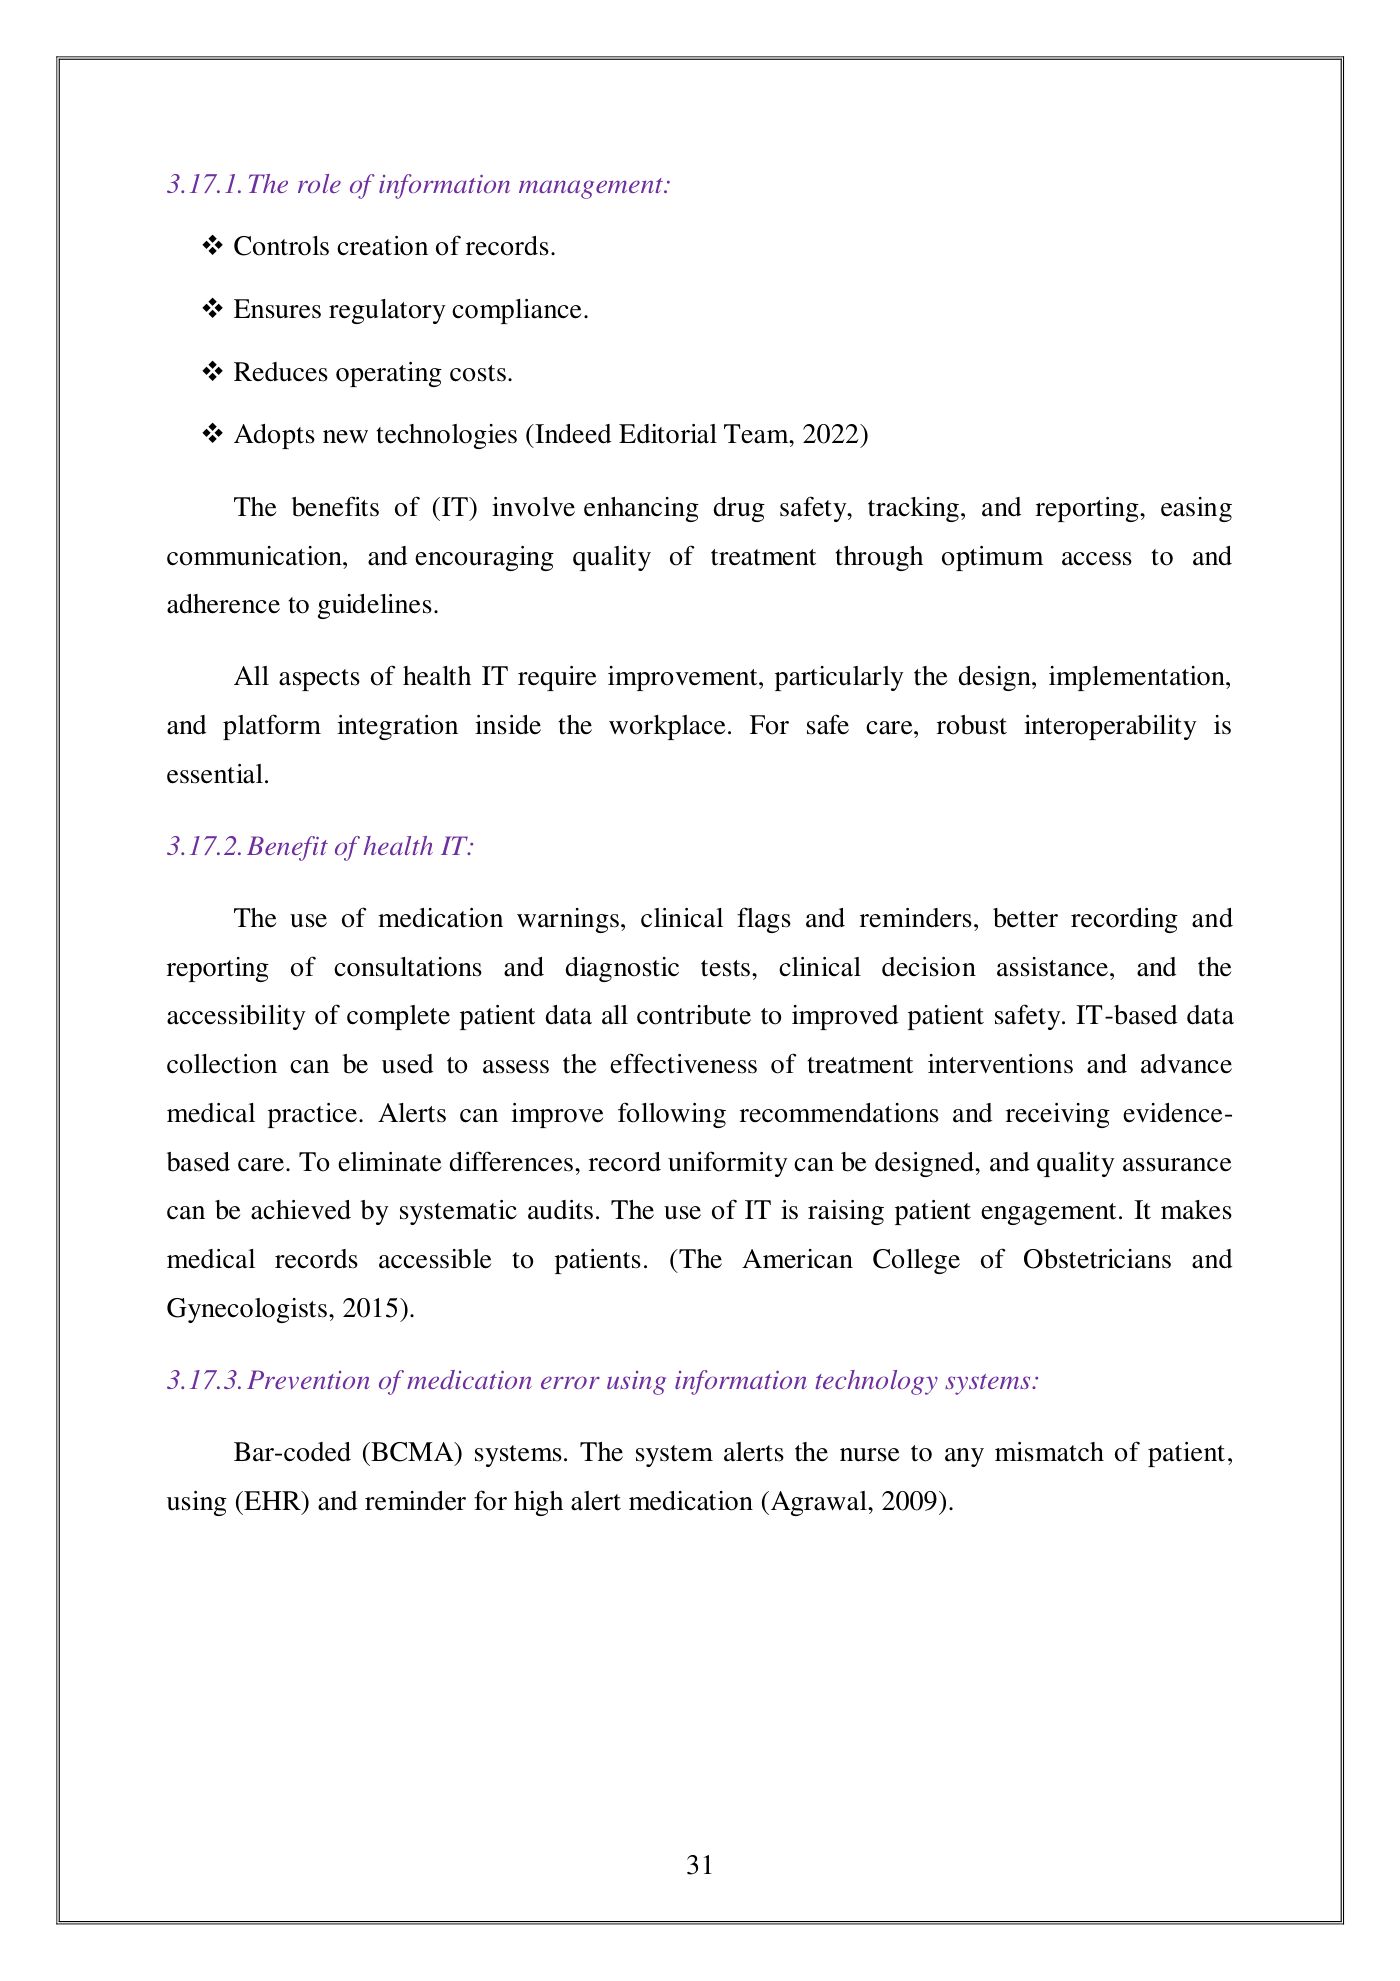 3.17.1. The role of information management:
❖ Controls creation of records.
❖ Ensures regulatory compliance.
❖ Reduces operating costs.
❖ Adopts new technologies (Indeed Editorial Team, 2022)
The benefits of (IT) involve enhancing drug safety, tracking, and reporting, easing
communication, and encouraging quality of treatment through optimum access to and
adherence to guidelines.
All aspects of health IT require improvement, particularly the design, implementation,
and platform integration inside the workplace. For safe care, robust interoperability is
essential.
3.17.2. Benefit of health IT:
The use of medication warnings, clinical flags and reminders, better recording and
reporting of consultations and diagnostic tests, clinical decision assistance, and the
accessibility of complete patient data all contribute to improved patient safety. IT-based data
collection can be used to assess the effectiveness of treatment interventions and advance
medical practice. Alerts can improve following recommendations and receiving evidence-
based care. To eliminate differences, record uniformity can be designed, and quality assurance
can be achieved by systematic audits. The use of IT is raising patient engagement. It makes
medical records accessible to patients. (The American College of Obstetricians and
Gynecologists, 2015).
3.17.3. Prevention of medication error using information technology systems:
Bar-coded (BCMA) systems. The system alerts the nurse to any mismatch of patient,
using (EHR) and reminder for high alert medication (Agrawal, 2009).
31